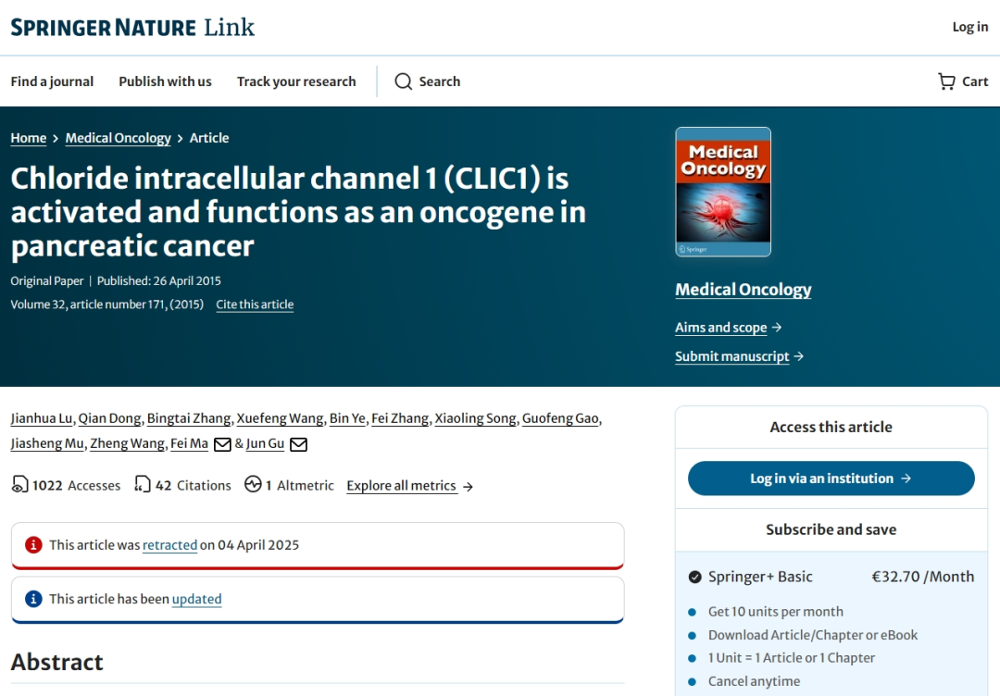 SPRINGER NATURE Link
Log in
Find a journal
Publish with us
Track your research
Search
Cart
Home > Medical Oncology > Article
Chloride intracellular channel 1 (CLIC1) is
activated and functions as an oncogene in
pancreatic cancer
Original Paper | Published: 26 April 2015
Volume 32, article number 171, (2015) Cite this article
Medical
Oncology
Springer
Medical Oncology
Aims and scope →
Submit manuscript →
Jianhua Lu, Qian Dong, Bingtai Zhang, Xuefeng Wang, Bin Ye, Fei Zhang, Xiaoling Song, Guofeng Gao,
Jiasheng Mu, Zheng Wang, Fei Ma & Jun Gu
1022 Accesses 42 Citations 1 Altmetric Explore all metrics →
This article was retracted on 04 April 2025
This article has been updated
Abstract
Access this article
Log in via an institution →
Subscribe and save
Springer+ Basic €32.70 /Month
Get 10 units per month
Download Article/Chapter or eBook
1 Unit = 1 Article or 1 Chapter
Cancel anytime